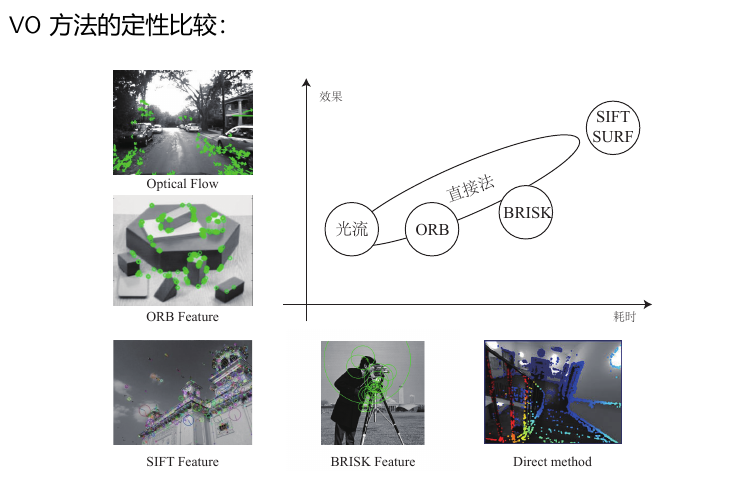 VO 方法的定性比较：
Optical Flow
ORB Feature
SIFT Feature
BRISK Feature
Direct method
效果
SIFT
SURF
直接法
光流
ORB
BRISK
耗时